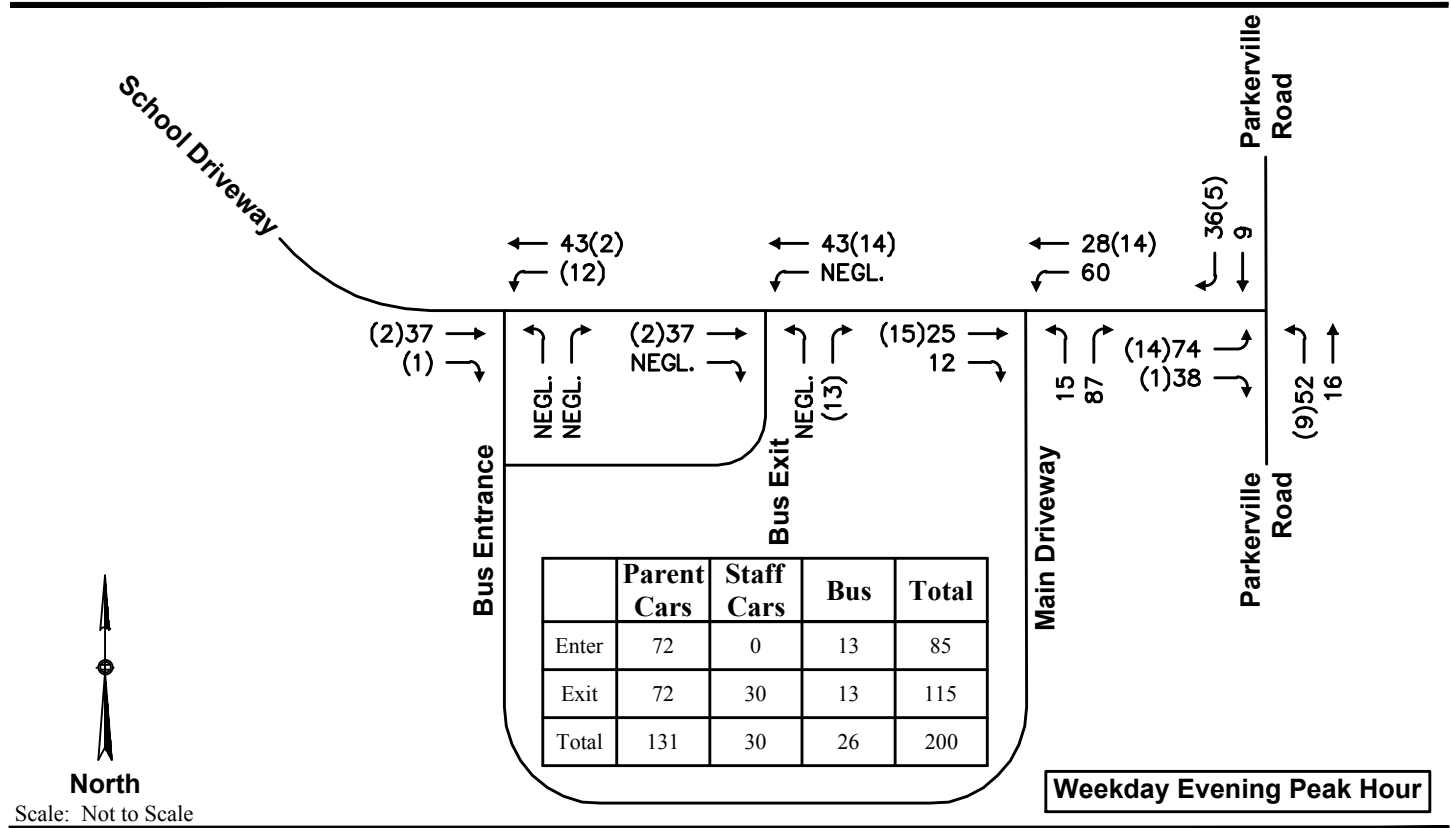 Parkerville
Road
School Driveway
36(5)
9
43(2)
(12)
43(14)
NEGL.
28(14)
60
(2)37
(1)
NEGL.
NEGL.
(2)37
NEGL.
NEGL.
(13)
(15)25
12
15
87
(14)74
(1)38
(9)52
16
Bus Entrance
Bus Exit
Main Driveway
Parkerville
Road
Parent Cars Staff Cars Bus Total
Enter 72 0 13 85
Exit 72 30 13 115
Total 131 30 26 200
North
Scale: Not to Scale
Weekday Evening Peak Hour